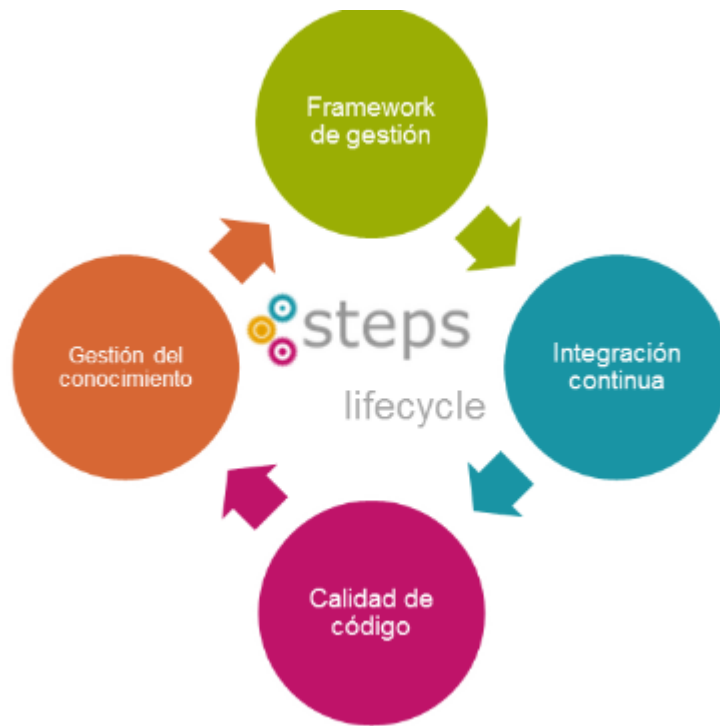 Framework
de gestión
Gestión del
conocimiento
steps
lifecycle
Integración
continua
Calidad de
código